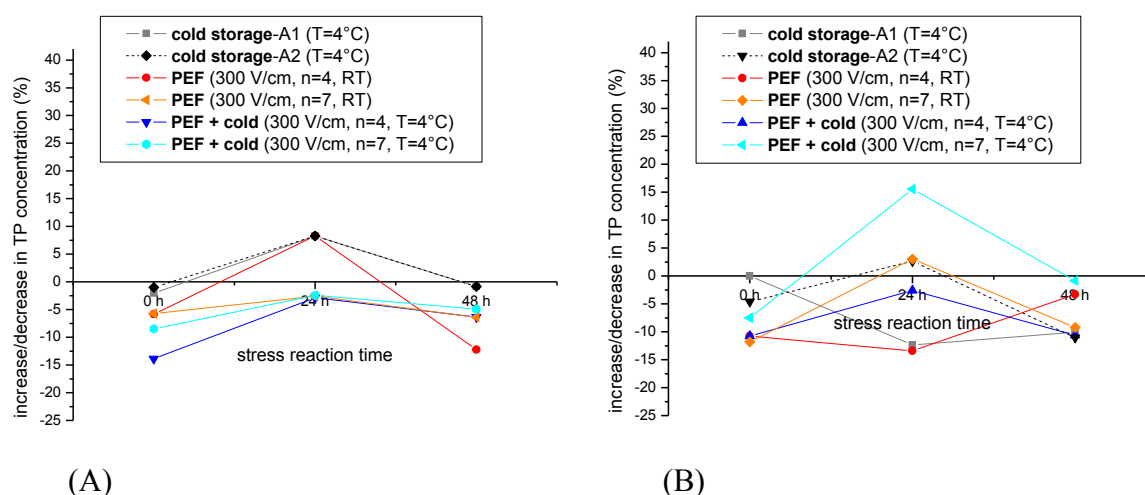 cold storage-A1 (T=4°C)
cold storage-A2 (T=4°C)
PEF (300 V/cm, n=4, RT)
PEF (300 V/cm, n=7, RT)
PEF + cold (300 V/cm, n=4, T=4°C)
PEF + cold (300 V/cm, n=7, T=4°C)
increase/decrease in TP concentration (%)
40
35
30
25
20
15
10
5
0
-5
-10
-15
-20
-25
0 h
24 h
48 h
stress reaction time
(A)
cold storage-A1 (T=4°C)
cold storage-A2 (T=4°C)
PEF (300 V/cm, n=4, RT)
PEF (300 V/cm, n=7, RT)
PEF + cold (300 V/cm, n=4, T=4°C)
PEF + cold (300 V/cm, n=7, T=4°C)
increase/decrease in TP concentration (%)
40
35
30
25
20
15
10
5
0
-5
-10
-15
-20
-25
0 h
24 h
48 h
stress reaction time
(B)